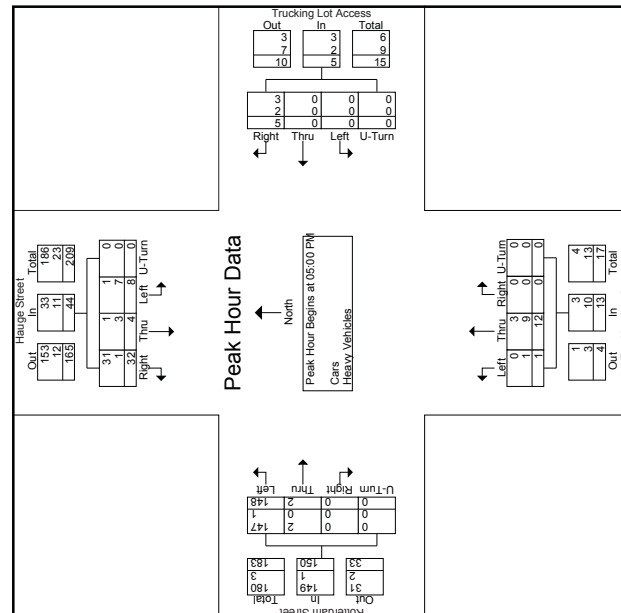 Trucking Lot Access
Out In Total
3 3 6
7 2 9
10 5 15
3 0 0 0
2 0 0 0
5 0 0 0
Right Thru Left U-Turn
Hauge Street
Out In Total
153 33 186
12 11 23
165 44 209
31 1 1 0
1 3 7 0
32 4 8 0
Right Thru Left U-Turn
Peak Hour Data
North
Peak Hour Begins at 05:00 PM
Cars
Heavy Vehicles
Left Thru Right U-Turn
0 3 0 0
1 9 0 0
1 12 0 0
1 3 4
3 10 13
4 13 17
Out In
U-Turn Right Thru Left
0 0 2 148
0 0 0 1
0 0 2 147
33 150 183
2 1 3
31 149 180
Out In Total
Rotterdam Street